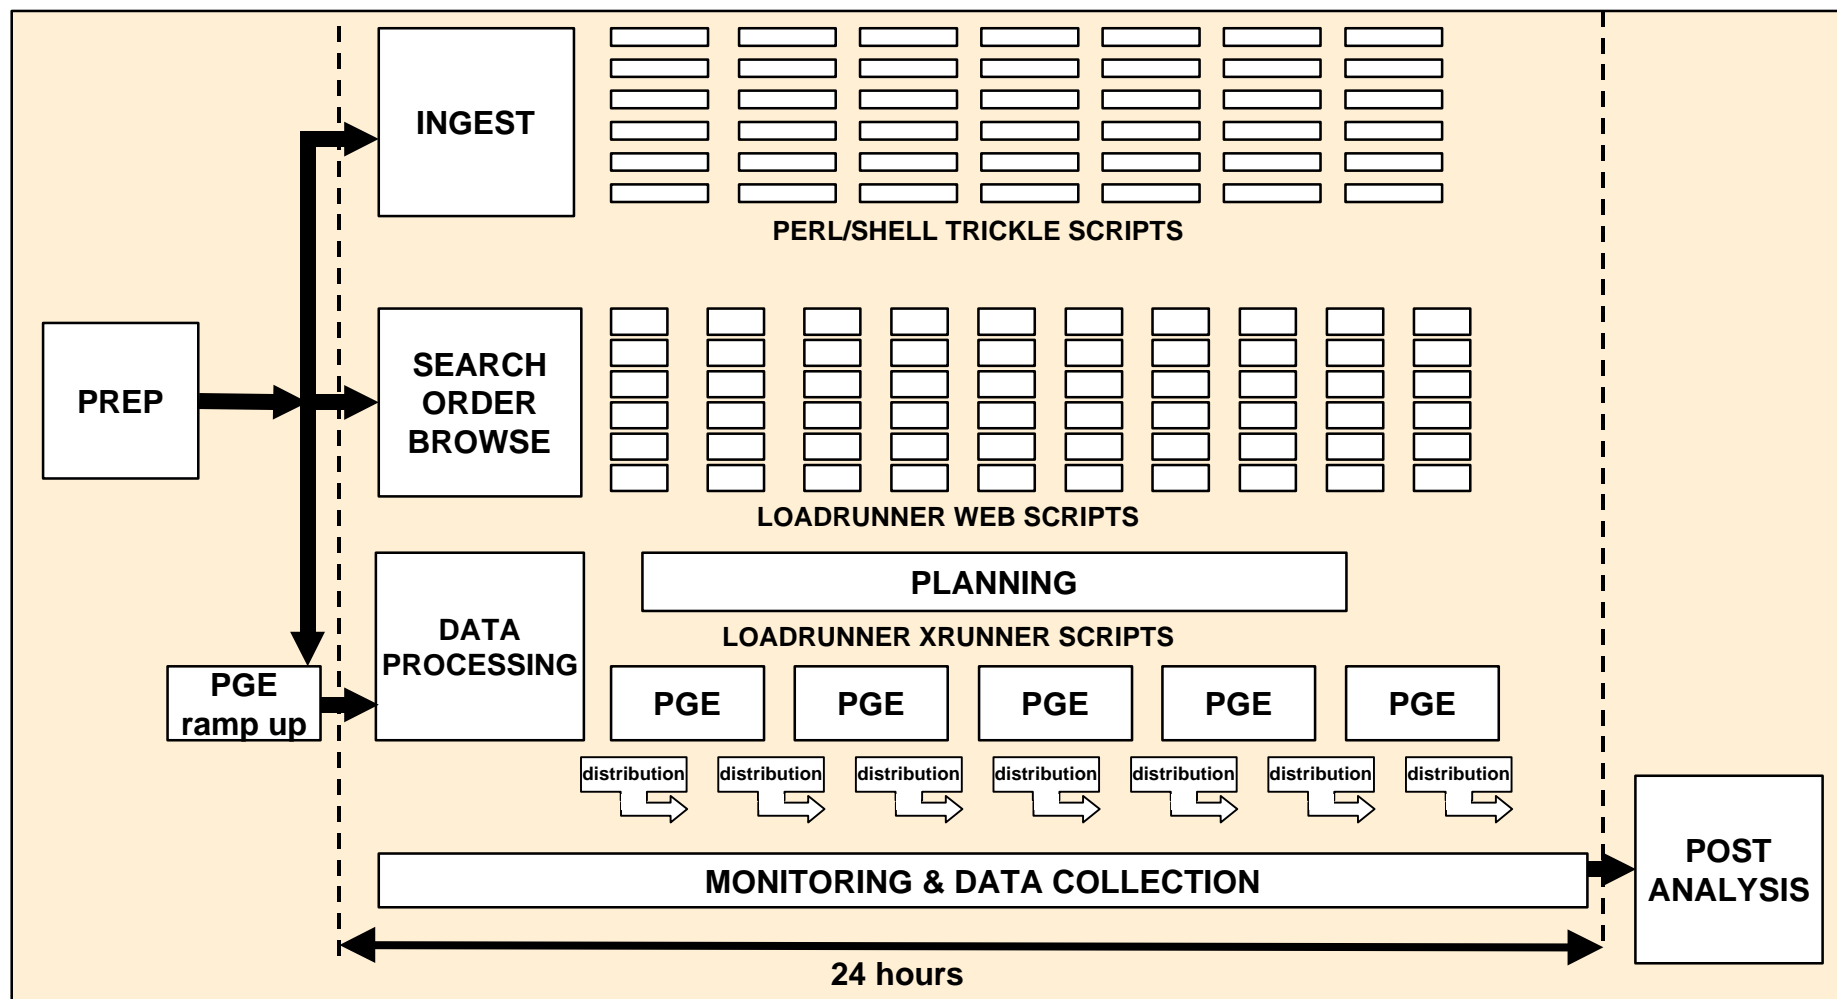 INGEST
PERL/SHELL TRICKLE SCRIPTS
PREP
SEARCH
ORDER
BROWSE
LOADRUNNER WEB SCRIPTS
PLANNING
LOADRUNNER XRUNNER SCRIPTS
DATA
PROCESSING
PGE
ramp up
PGE
PGE
PGE
PGE
PGE
distribution
distribution
distribution
distribution
distribution
distribution
distribution
MONITORING & DATA COLLECTION
POST
ANALYSIS
24 hours